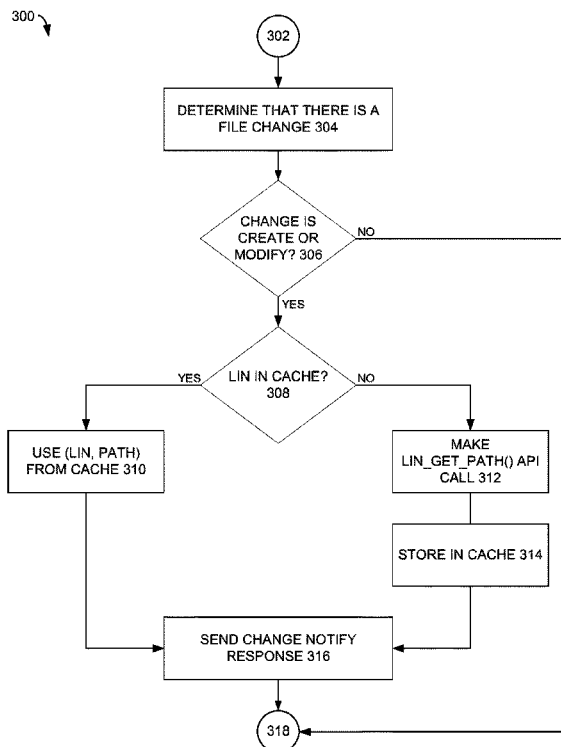 300
302
DETERMINE THAT THERE IS A
FILE CHANGE 304
CHANGE IS
CREATE OR
MODIFY? 306
NO
YES
LIN IN CACHE?
308
YES
NO
USE (LIN, PATH)
FROM CACHE 310
MAKE
LIN_GET_PATH() API
CALL 312
STORE IN CACHE 314
SEND CHANGE NOTIFY
RESPONSE 316
318